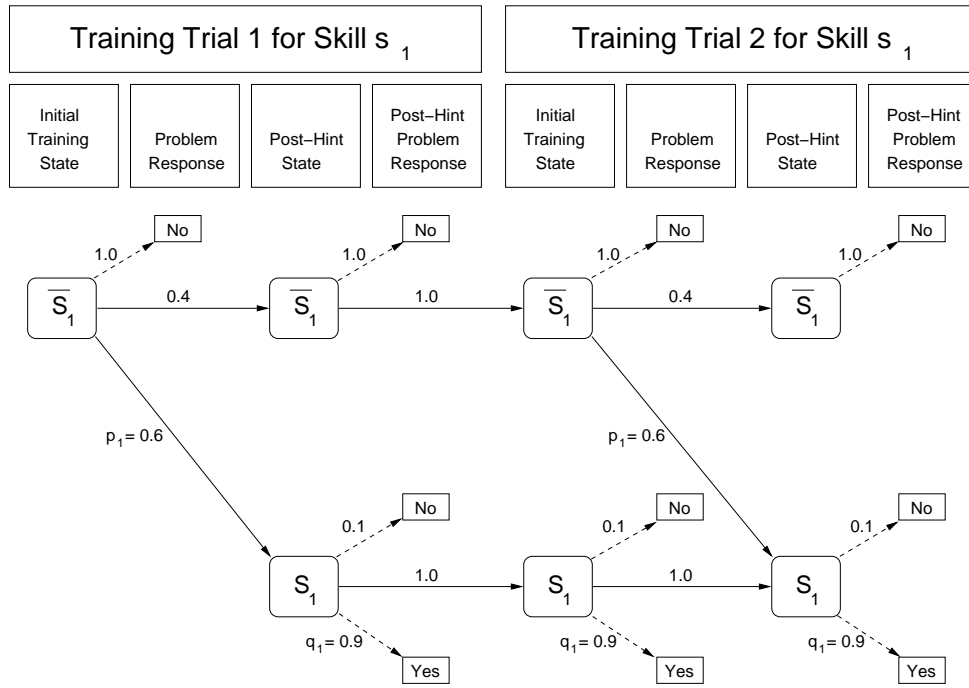 Training Trial 1 for Skill s 1
Training Trial 2 for Skill s 1
Initial
Training
State
Problem
Response
Post–Hint
State
Post–Hint
Problem
Response
Initial
Training
State
Problem
Response
Post–Hint
State
Post–Hint
Problem
Response
No
No
No
No
1.0
1.0
1.0
1.0
S̅1
0.4
S̅1
1.0
S̅1
0.4
S̅1
p1= 0.6
p1= 0.6
No
No
No
0.1
0.1
0.1
S1
1.0
S1
1.0
S1
q1= 0.9
q1= 0.9
q1= 0.9
Yes
Yes
Yes